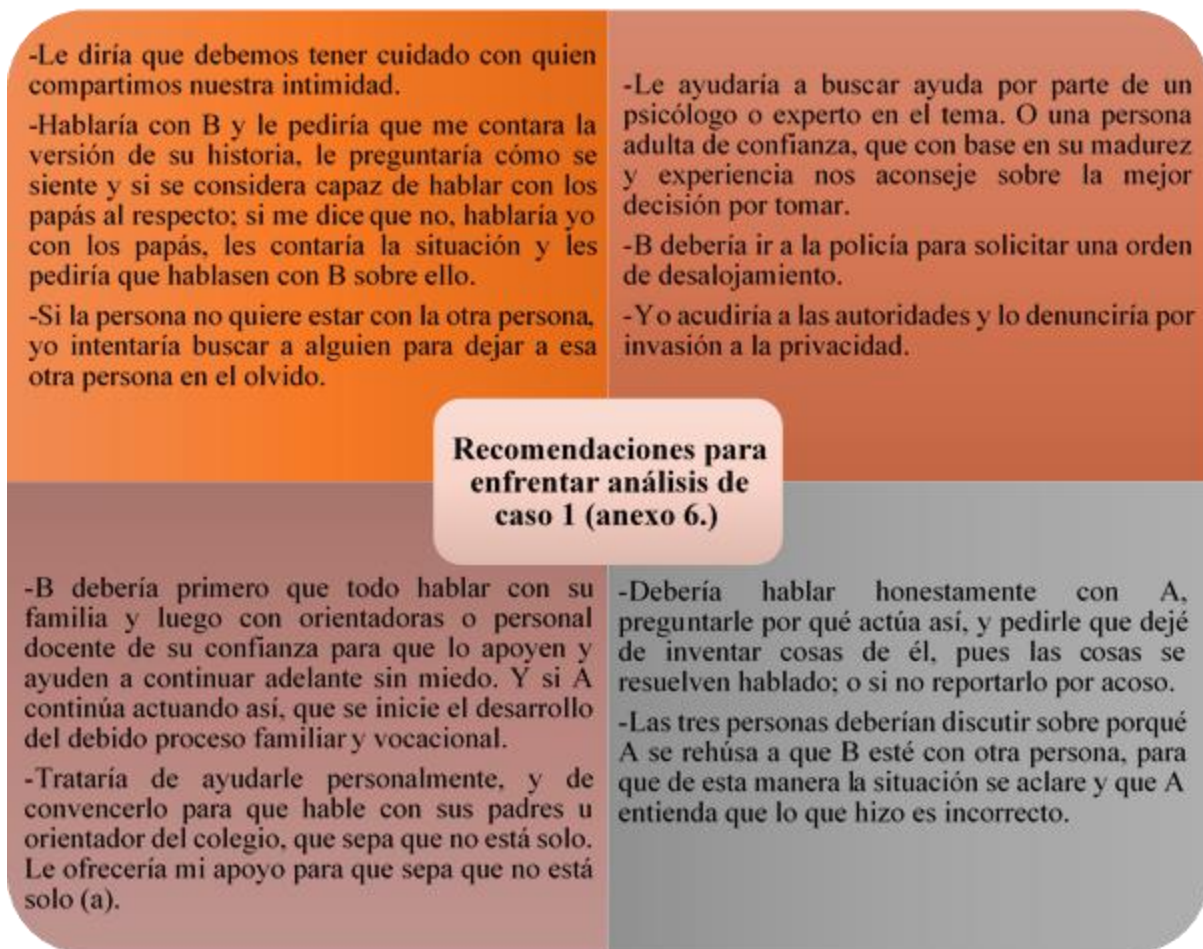 -Le diría que debemos tener cuidado con quien
compartimos nuestra intimidad.
-Hablaría con B y le pediría que me contara la
versión de su historia, le preguntaría cómo se
siente y si se considera capaz de hablar con los
papás al respecto; si me dice que no, hablaría yo
con los papás, les contaría la situación y les
pediría que hablasen con B sobre ello.
-Si la persona no quiere estar con la otra persona,
yo intentaría buscar a alguien para dejar a esa
otra persona en el olvido.
-Le ayudaría a buscar ayuda por parte de un
psicólogo o experto en el tema. O una persona
adulta de confianza, que con base en su madurez
y experiencia nos aconseje sobre la mejor
decisión por tomar.
-B debería ir a la policía para solicitar una orden
de desalojamiento.
-Yo acudiría a las autoridades y lo denunciría por
invasión a la privacidad.
Recomendaciones para
enfrentar análisis de
caso 1 (anexo 6.)
-B debería primero que todo hablar con su
familia y luego con orientadoras o personal
docente de su confianza para que lo apoyen y
ayuden a continuar adelante sin miedo. Y si A
continúa actuando así, que se inicie el desarrollo
del debido proceso familiar y vocacional.
-Trataría de ayudarle personalmente, y de
convencerlo para que hable con sus padres u
orientador del colegio, que sepa que no está solo.
Le ofrecería mi apoyo para que sepa que no está
solo (a).
-Debería hablar honestamente con A,
preguntarle por qué actúa así, y pedirle que dejé
de inventar cosas de él, pues las cosas se
resuelven hablado; o si no reportarlo por acoso.
-Las tres personas deberían discutir sobre porqué
A se rehúsa a que B esté con otra persona, para
que de esta manera la situación se aclare y que A
entienda que lo que hizo es incorrecto.